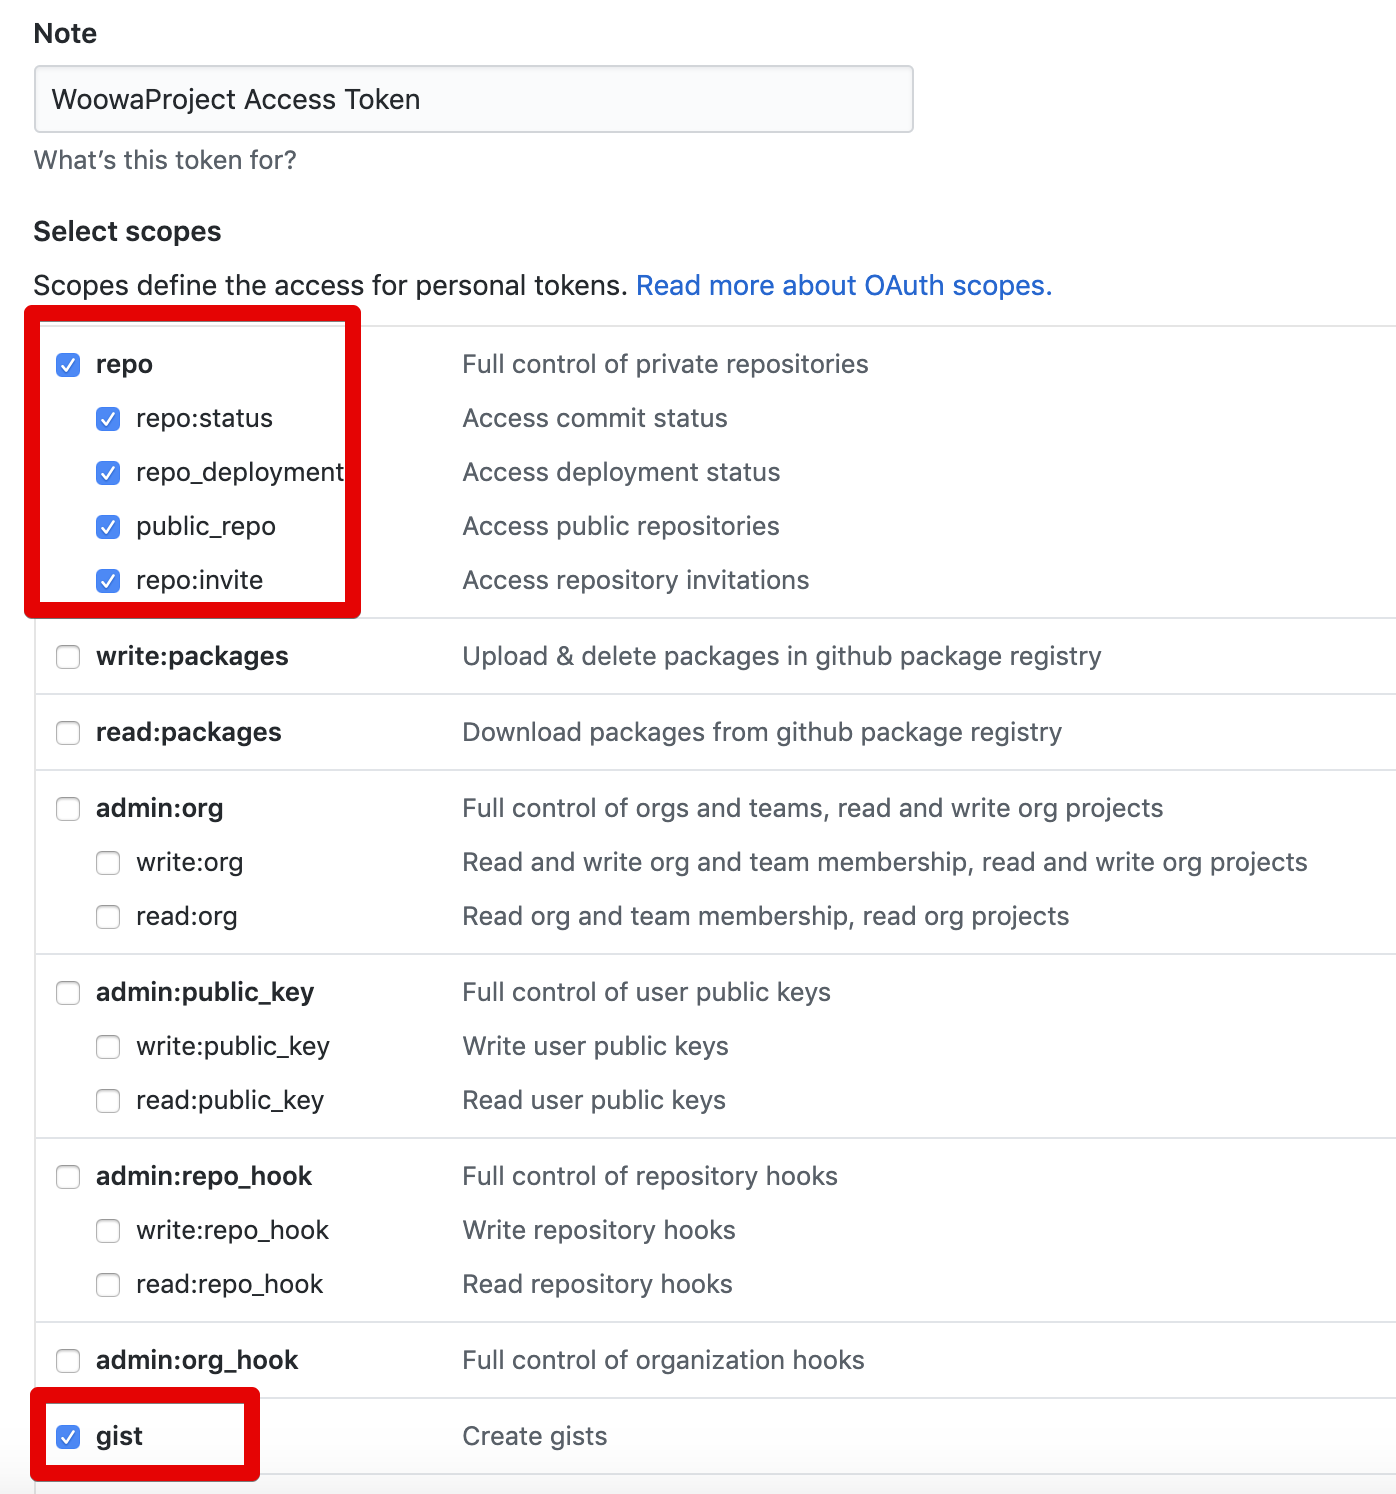 Note
WoowaProject Access Token
What's this token for?
Select scopes
Scopes define the access for personal tokens. Read more about OAuth scopes.
repo Full control of private repositories
repo:status Access commit status
repo_deployment Access deployment status
public_repo Access public repositories
repo:invite Access repository invitations
write:packages Upload & delete packages in github package registry
read:packages Download packages from github package registry
admin:org Full control of orgs and teams, read and write org projects
write:org Read and write org and team membership, read and write org projects
read:org Read org and team membership, read org projects
admin:public_key Full control of user public keys
write:public_key Write user public keys
read:public_key Read user public keys
admin:repo_hook Full control of repository hooks
write:repo_hook Write repository hooks
read:repo_hook Read repository hooks
admin:org_hook Full control of organization hooks
gist Create gists